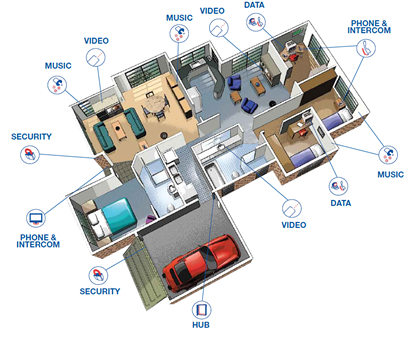 DATA
VIDEO
MUSIC
PHONE &
INTERCOM
VIDEO
MUSIC
SECURITY
MUSIC
DATA
PHONE &
INTERCOM
VIDEO
SECURITY
HUB